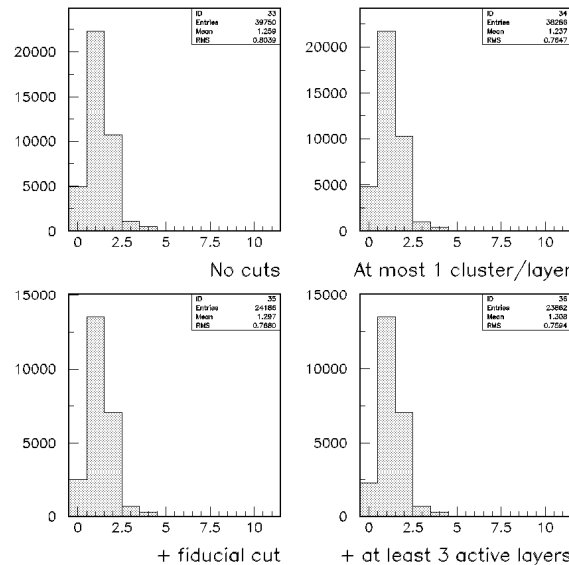 ID 33
Entries 39750
Mean 1.259
RMS 0.8039
20000
15000
10000
5000
0
0 2.5 5 7.5 10
No cuts
ID 34
Entries 38266
Mean 1.237
RMS 0.7647
20000
15000
10000
5000
0
0 2.5 5 7.5 10
At most 1 cluster/layer
ID 35
Entries 24186
Mean 1.297
RMS 0.7680
15000
10000
5000
0
0 2.5 5 7.5 10
+ fiducial cut
ID 36
Entries 23862
Mean 1.308
RMS 0.7594
15000
10000
5000
0
0 2.5 5 7.5 10
+ at least 3 active layers